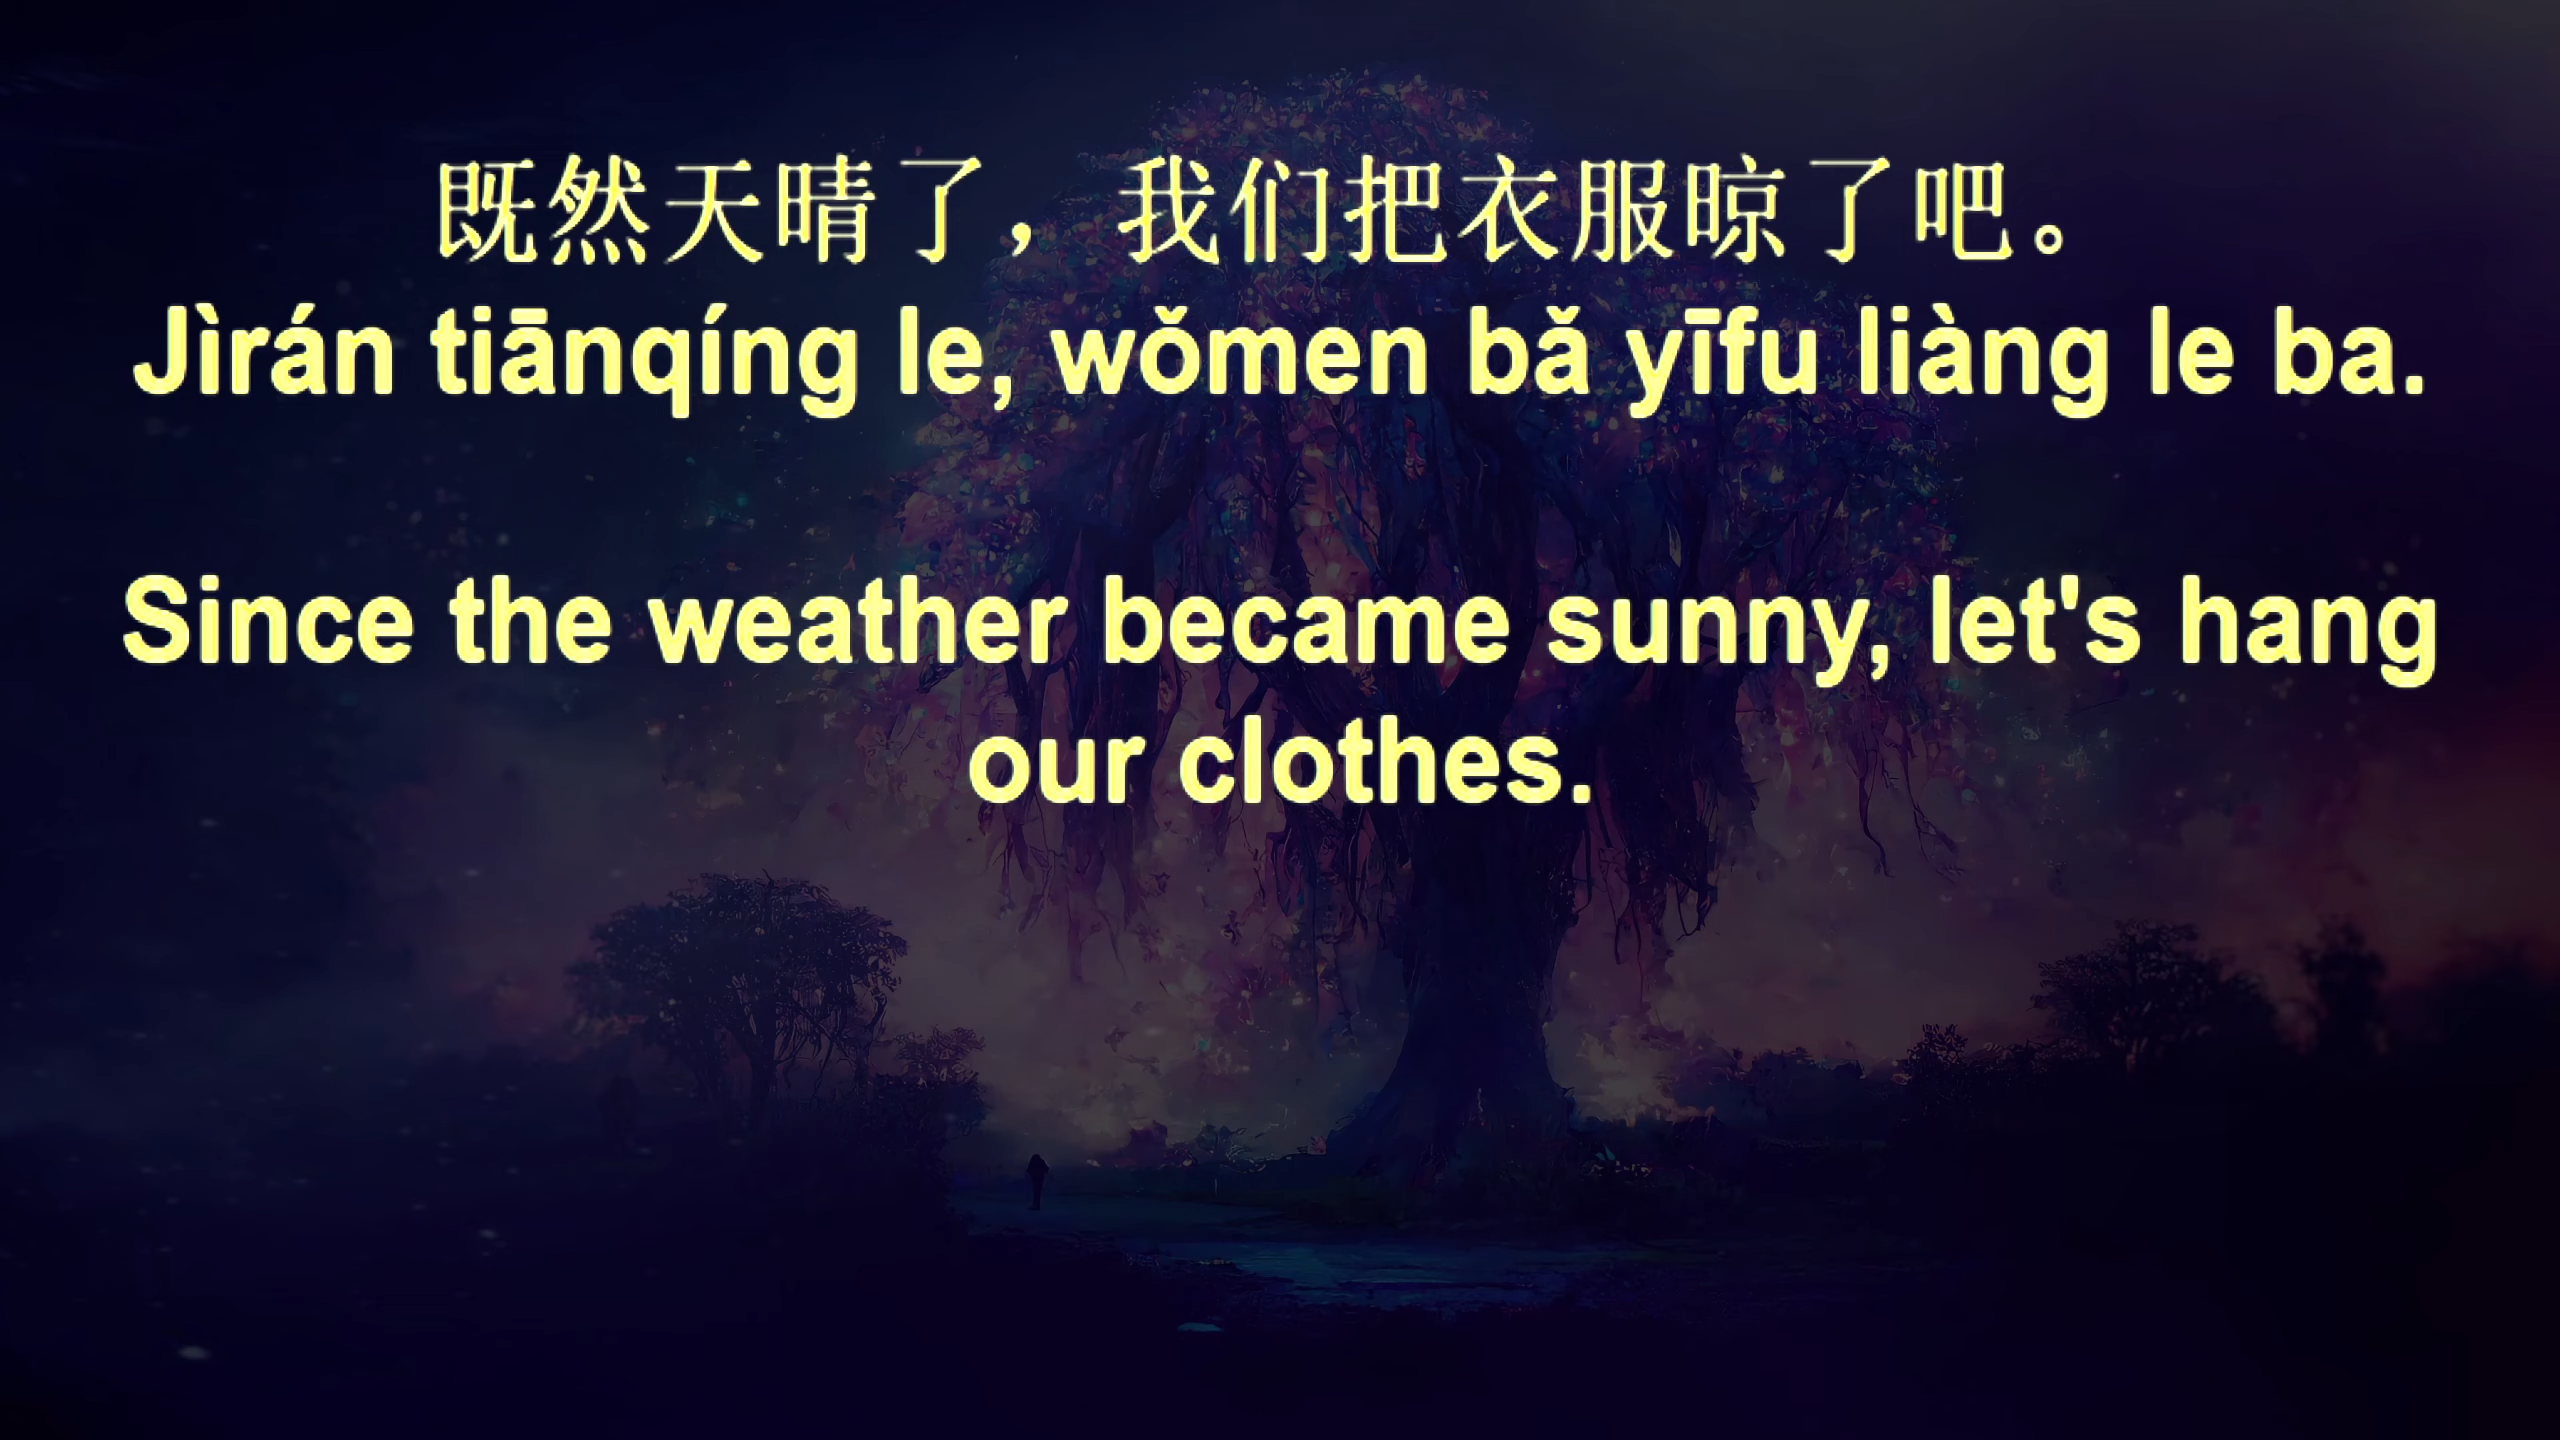 既然天晴了，我们把衣服晾了吧。
Jìrán tiānqíng le, wǒmen bǎ yīfu liàng le ba.
Since the weather became sunny, let's hang
our clothes.